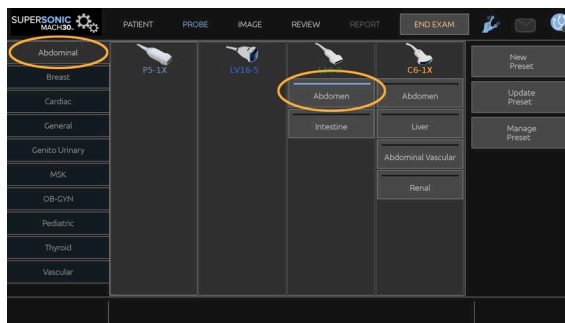 SUPERSONIC
MACH30.
PATIENT PROBE IMAGE REVIEW REPORT END EXAM
Abdominal
Breast
Cardiac
General
Genito Urinary
MSK
OB-GYN
Pediatric
Thyroid
Vascular
P5-1X LV16-5 C6-1X
Abdomen Abdomen
Intestine Liver
Abdominal Vascular
Renal
New
Preset
Update
Preset
Manage
Preset